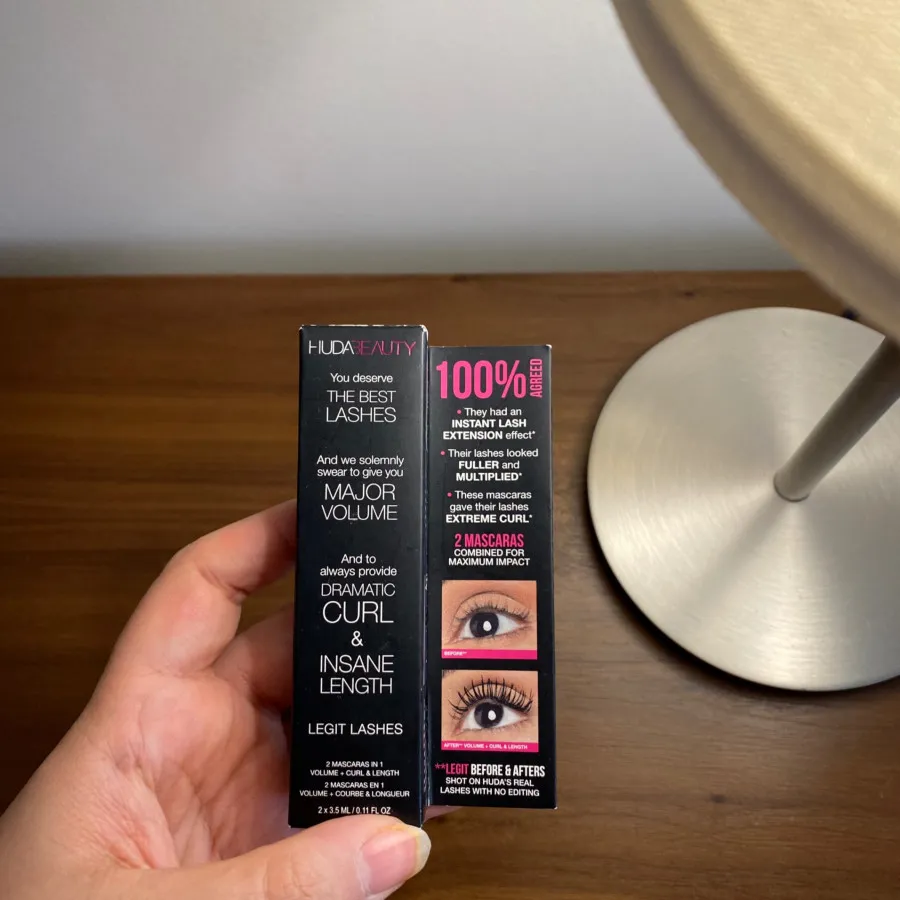 HUDABEAUTY
You deserve
THE BEST
LASHES
And we solemnly
swear to give you
MAJOR
VOLUME
And to
always provide
DRAMATIC
CURL
&
INSANE
LENGTH
LEGIT LASHES
2 MASCARAS IN 1
VOLUME + CURL & LENGTH
2 MASCARAS EN 1
VOLUME + COURBE & LONGUEUR
2 x 3.5 ML / 0.11 FL OZ
100% AGREED
• They had an
INSTANT LASH
EXTENSION effect*
• Their lashes looked
FULLER and
MULTIPLIED*
• These mascaras
gave their lashes
EXTREME CURL*
2 MASCARAS
COMBINED FOR
MAXIMUM IMPACT
BEFORE**
AFTER** VOLUME + CURL & LENGTH
**LEGIT BEFORE & AFTERS
SHOT ON HUDA'S REAL
LASHES WITH NO EDITING